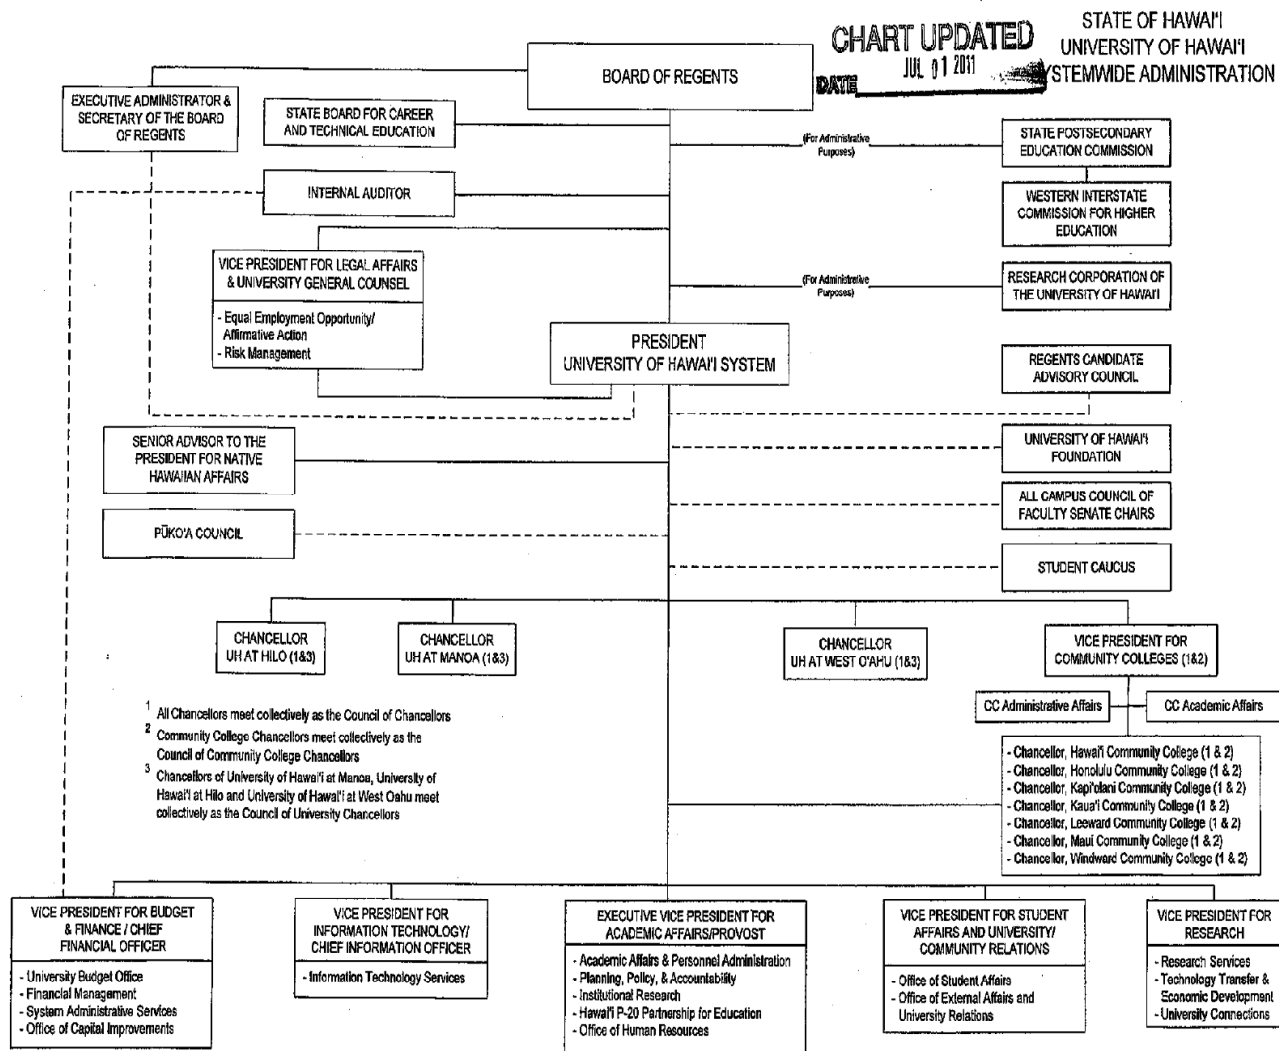 CHART UPDATED
DATE JUL 01 2011
STATE OF HAWAI'I
UNIVERSITY OF HAWAI'I
YSTEMWIDE ADMINISTRATION
BOARD OF REGENTS
EXECUTIVE ADMINISTRATOR &
SECRETARY OF THE BOARD
OF REGENTS
STATE BOARD FOR CAREER
AND TECHNICAL EDUCATION
(For Administrative
Purposes)
STATE POSTSECONDARY
EDUCATION COMMISSION
INTERNAL AUDITOR
WESTERN INTERSTATE
COMMISSION FOR HIGHER
EDUCATION
VICE PRESIDENT FOR LEGAL AFFAIRS
& UNIVERSITY GENERAL COUNSEL
- Equal Employment Opportunity/
Affirmative Action
- Risk Management
(For Administrative
Purposes)
RESEARCH CORPORATION OF
THE UNIVERSITY OF HAWAI'I
PRESIDENT
UNIVERSITY OF HAWAI'I SYSTEM
REGENTS CANDIDATE
ADVISORY COUNCIL
SENIOR ADVISOR TO THE
PRESIDENT FOR NATIVE
HAWAIIAN AFFAIRS
UNIVERSITY OF HAWAI'I
FOUNDATION
ALL CAMPUS COUNCIL OF
FACULTY SENATE CHAIRS
PŪKO'A COUNCIL
STUDENT CAUCUS
CHANCELLOR
UH AT HILO (1&3)
CHANCELLOR
UH AT MANOA (1&3)
CHANCELLOR
UH AT WEST O'AHU (1&3)
VICE PRESIDENT FOR
COMMUNITY COLLEGES (1&2)
CC Administrative Affairs
CC Academic Affairs
1 All Chancellors meet collectively as the Council of Chancellors
2 Community College Chancellors meet collectively as the
Council of Community College Chancellors
3 Chancellors of University of Hawai'i at Manoa, University of
Hawai'i at Hilo and University of Hawai'i at West Oahu meet
collectively as the Council of University Chancellors
- Chancellor, Hawai'i Community College (1 & 2)
- Chancellor, Honolulu Community College (1 & 2)
- Chancellor, Kapi'olani Community College (1 & 2)
- Chancellor, Kaua'i Community College (1 & 2)
- Chancellor, Leeward Community College (1 & 2)
- Chancellor, Maui Community College (1 & 2)
- Chancellor, Windward Community College (1 & 2)
VICE PRESIDENT FOR BUDGET
& FINANCE / CHIEF
FINANCIAL OFFICER
- University Budget Office
- Financial Management
- System Administrative Services
- Office of Capital Improvements
VICE PRESIDENT FOR
INFORMATION TECHNOLOGY/
CHIEF INFORMATION OFFICER
- Information Technology Services
EXECUTIVE VICE PRESIDENT FOR
ACADEMIC AFFAIRS/PROVOST
- Academic Affairs & Personnel Administration
- Planning, Policy, & Accountability
- Institutional Research
- Hawai'i P-20 Partnership for Education
- Office of Human Resources
VICE PRESIDENT FOR STUDENT
AFFAIRS AND UNIVERSITY/
COMMUNITY RELATIONS
- Office of Student Affairs
- Office of External Affairs and
University Relations
VICE PRESIDENT FOR
RESEARCH
- Research Services
- Technology Transfer &
Economic Development
- University Connections